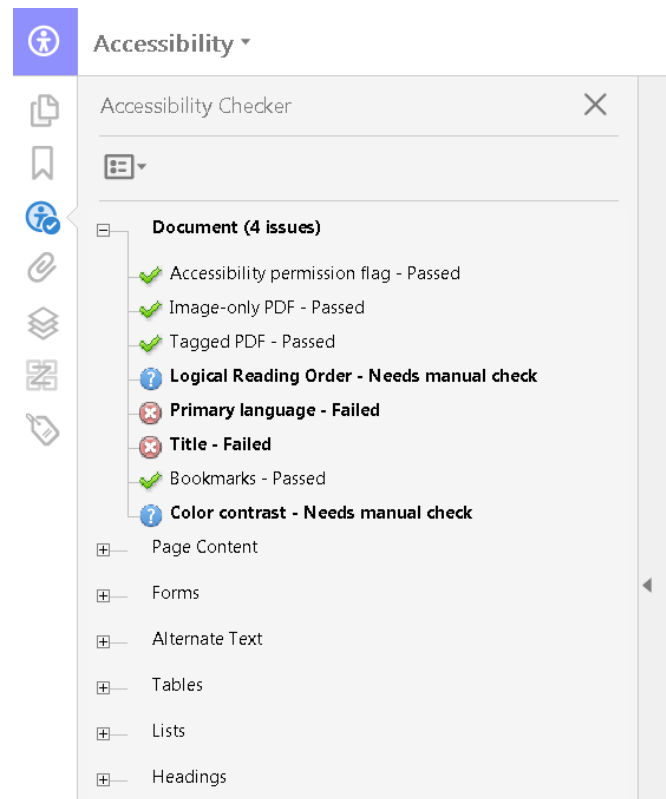 Accessibility
Accessibility Checker
Document (4 issues)
Accessibility permission flag - Passed
Image-only PDF - Passed
Tagged PDF - Passed
Logical Reading Order - Needs manual check
Primary language - Failed
Title - Failed
Bookmarks - Passed
Color contrast - Needs manual check
Page Content
Forms
Alternate Text
Tables
Lists
Headings